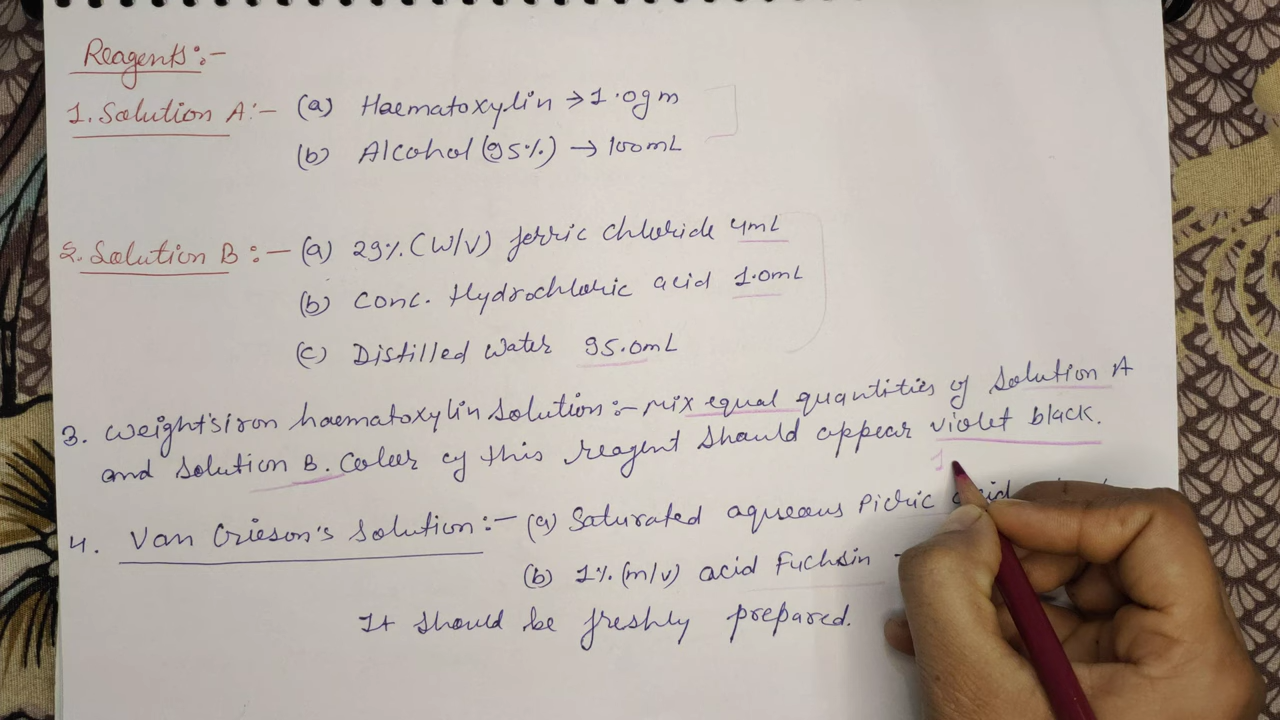 Reagents:-
1. Solution A:- (a) Haematoxylin → 1.0gm
(b) Alcohol (95%) → 100mL
2. Solution B:- (a) 29%. (W/V) ferric chloride 4mL
(b) Conc. Hydrochloric acid 1.0mL
(c) Distilled Water 95.0mL
3. Weight's iron haematoxylin Solution:- Mix equal quantities of Solution A
and Solution B. Colour of this reagent should appear violet black.
1
4. Van Grieson's Solution:- (a) Saturated aqueous Picric acid
(b) 1%. (m/v) acid Fuchsin
It should be freshly prepared.